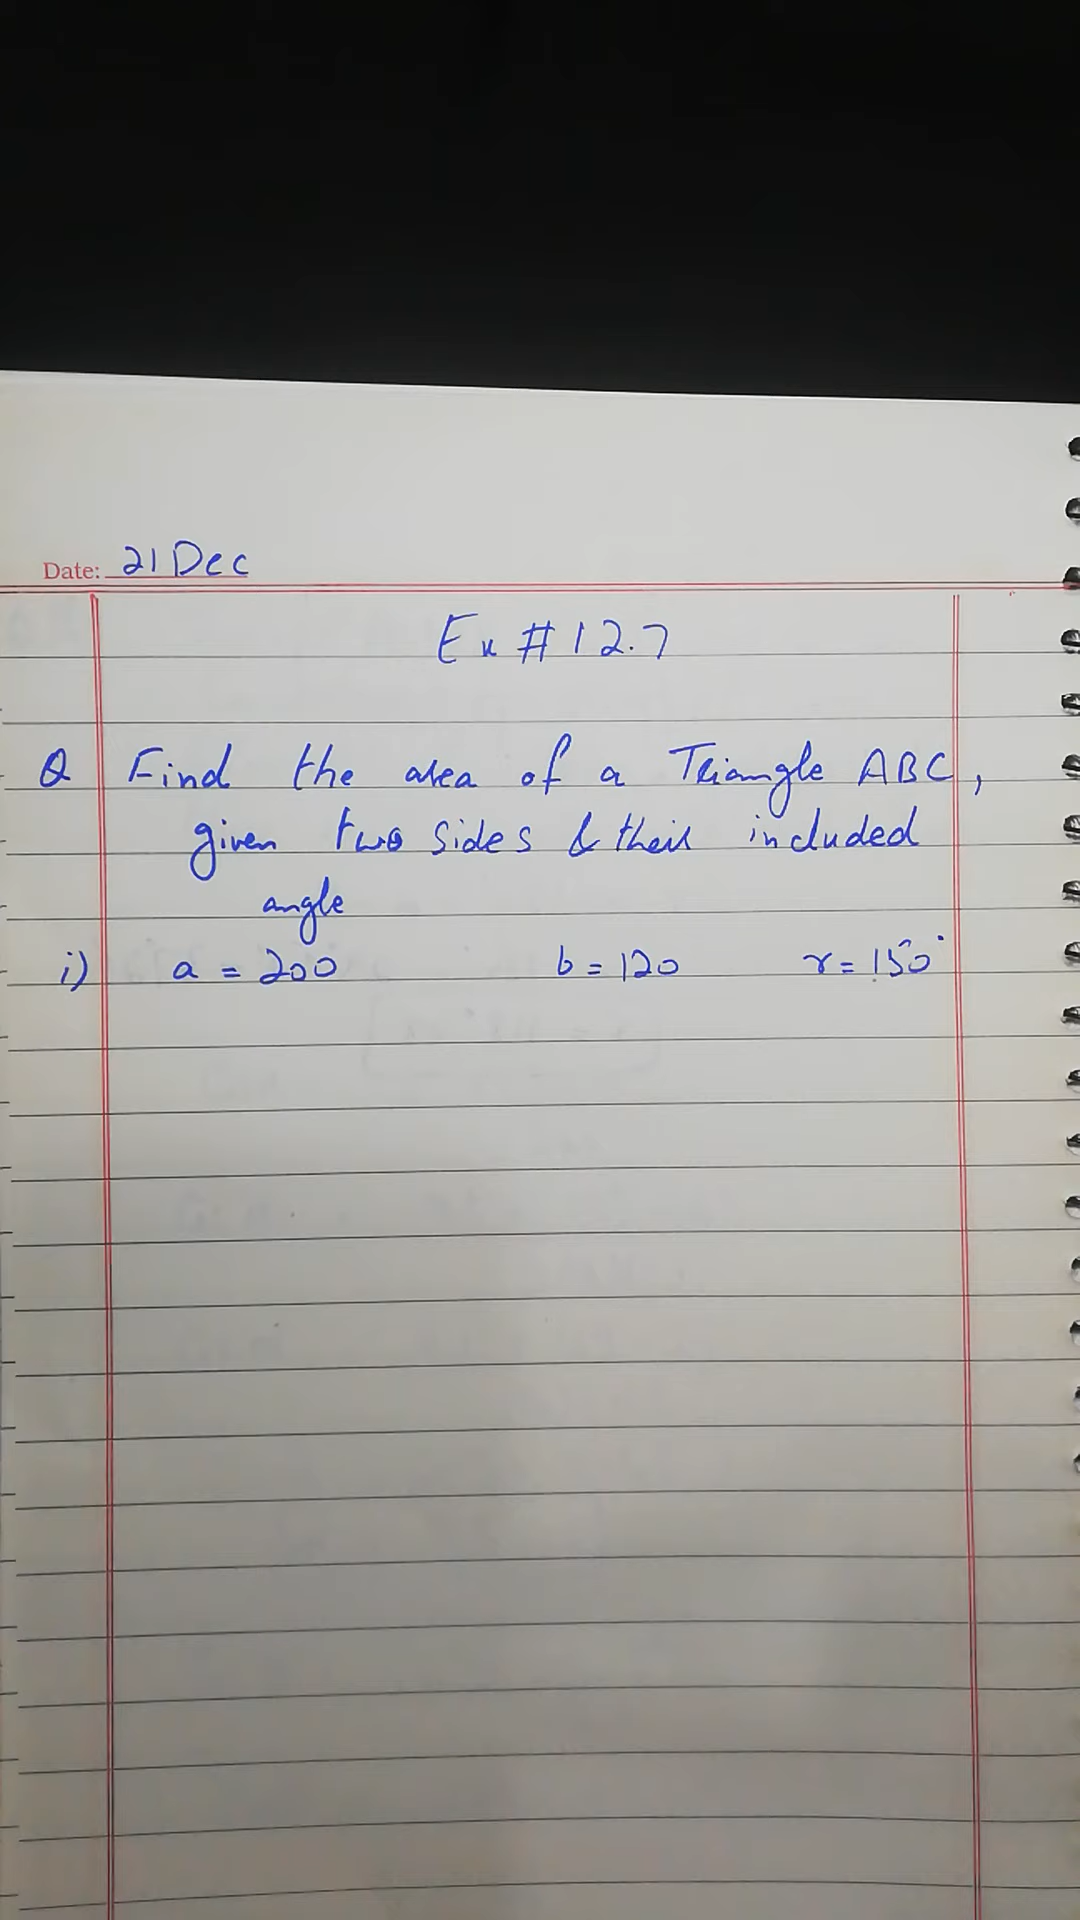 Date: 21 Dec
Ex # 12.7
Q Find the area of a Triangle ABC,
given two sides & their included
angle
i) a = 200 b = 120 γ = 150°